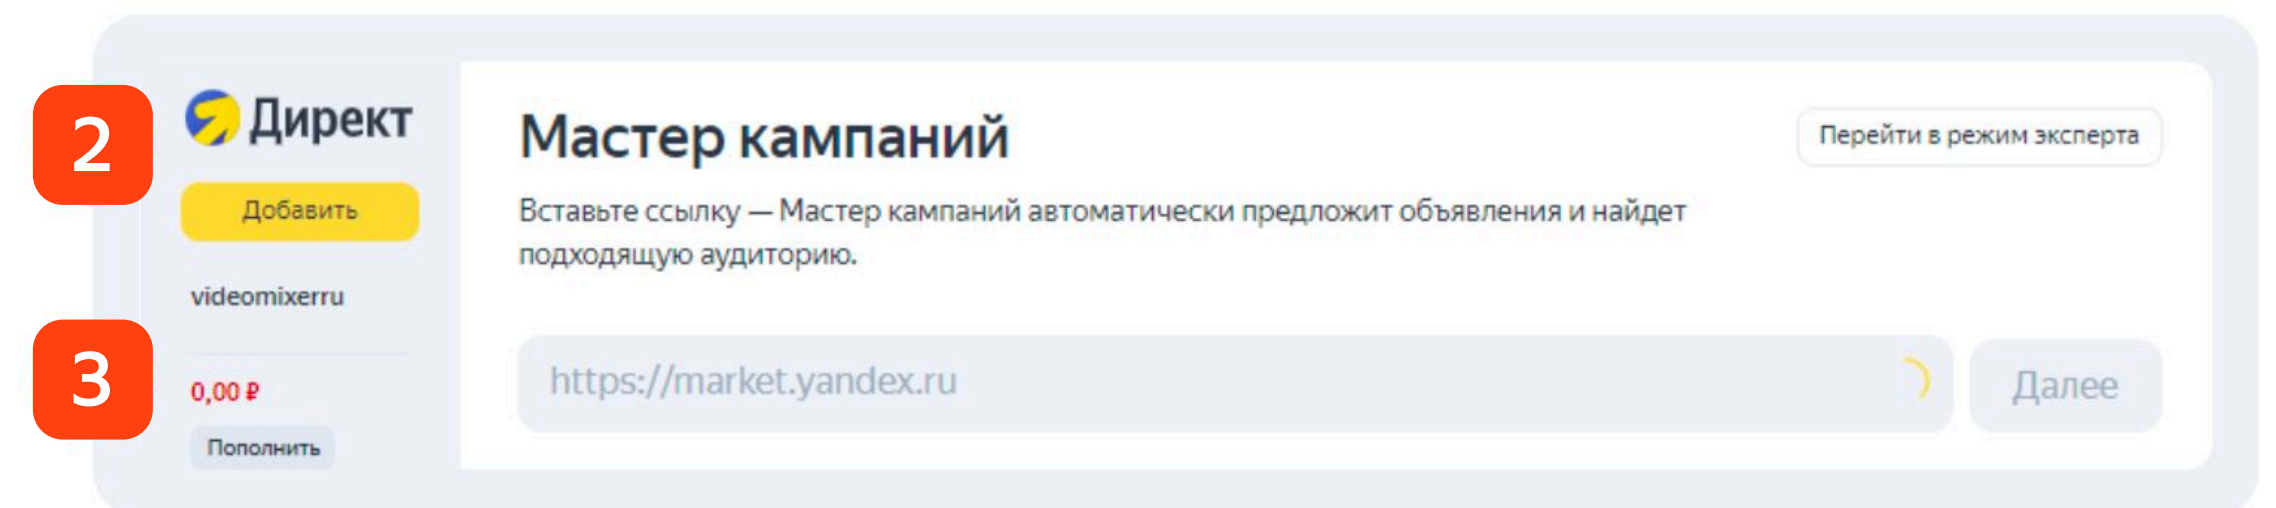 2
Директ
Добавить
videomixerru
3
0,00 ₽
Пополнить
Мастер кампаний
Перейти в режим эксперта
Вставьте ссылку — Мастер кампаний автоматически предложит объявления и найдет
подходящую аудиторию.
https://market.yandex.ru
Далее